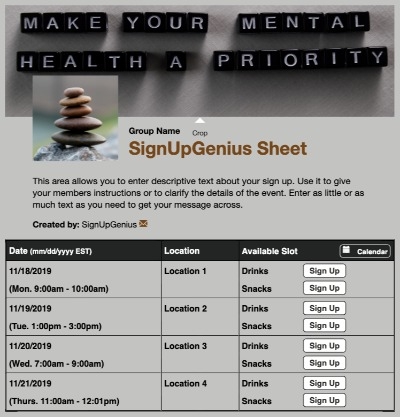 MAKE YOUR MENTAL
HEALTH A PRIORITY
Group Name
Crop
SignUpGenius Sheet
This area allows you to enter descriptive text about your sign up. Use it to give
your members instructions or to clarify the details of the event. Enter as little or as
much text as you need to get your message across.
Created by: SignUpGenius
Date (mm/dd/yyyy EST) Location Available Slot Calendar
11/18/2019 Location 1 Drinks Sign Up
(Mon. 9:00am - 10:00am) Snacks Sign Up
11/19/2019 Location 2 Drinks Sign Up
(Tue. 1:00pm - 3:00pm) Snacks Sign Up
11/20/2019 Location 3 Drinks Sign Up
(Wed. 7:00am - 9:00am) Snacks Sign Up
11/21/2019 Location 4 Drinks Sign Up
(Thurs. 11:00am - 12:01pm) Snacks Sign Up